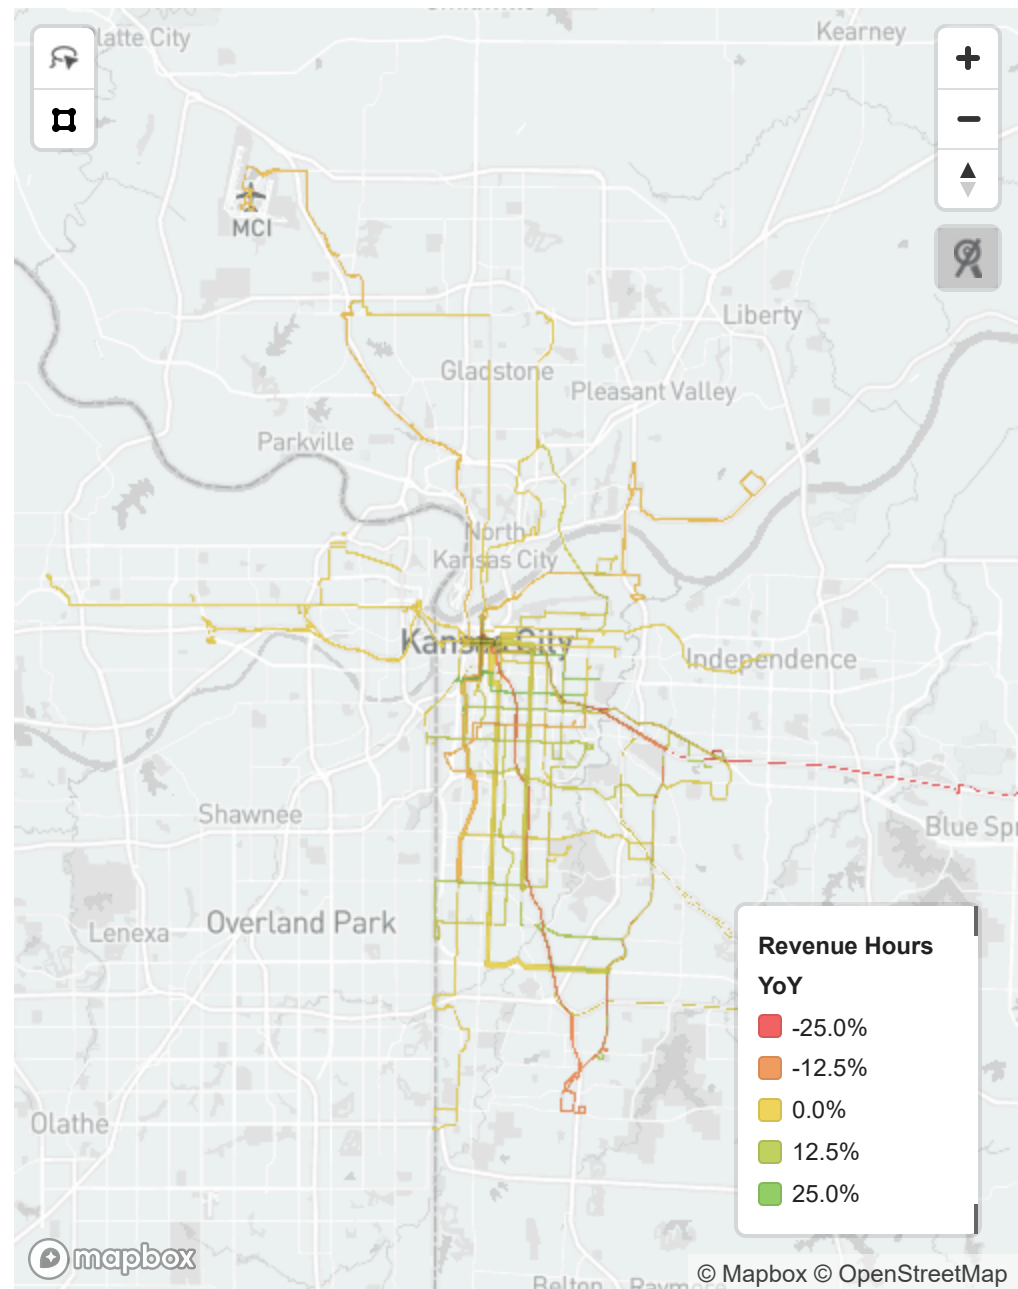 Platte City
Kearney
MCI
Liberty
Gladstone
Pleasant Valley
Parkville
North
Kansas City
Kansas City
Independence
Shawnee
Blue Spr
Overland Park
Lenexa
Revenue Hours
YoY
-25.0%
-12.5%
0.0%
12.5%
25.0%
Olathe
mapbox
© Mapbox © OpenStreetMap
Belton
Raymore